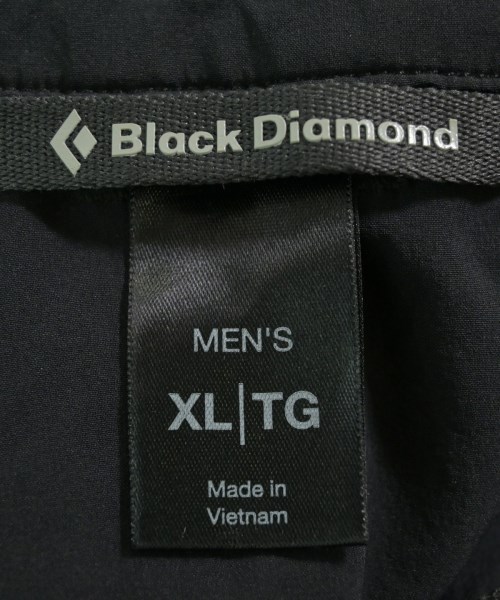 Black Diamond
MEN'S
XL|TG
Made in
Vietnam